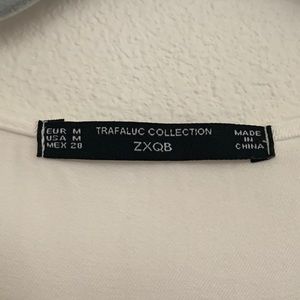 EUR M
USA M
MEX 28
TRAFALUC COLLECTION
ZXQB
MADE
IN
CHINA